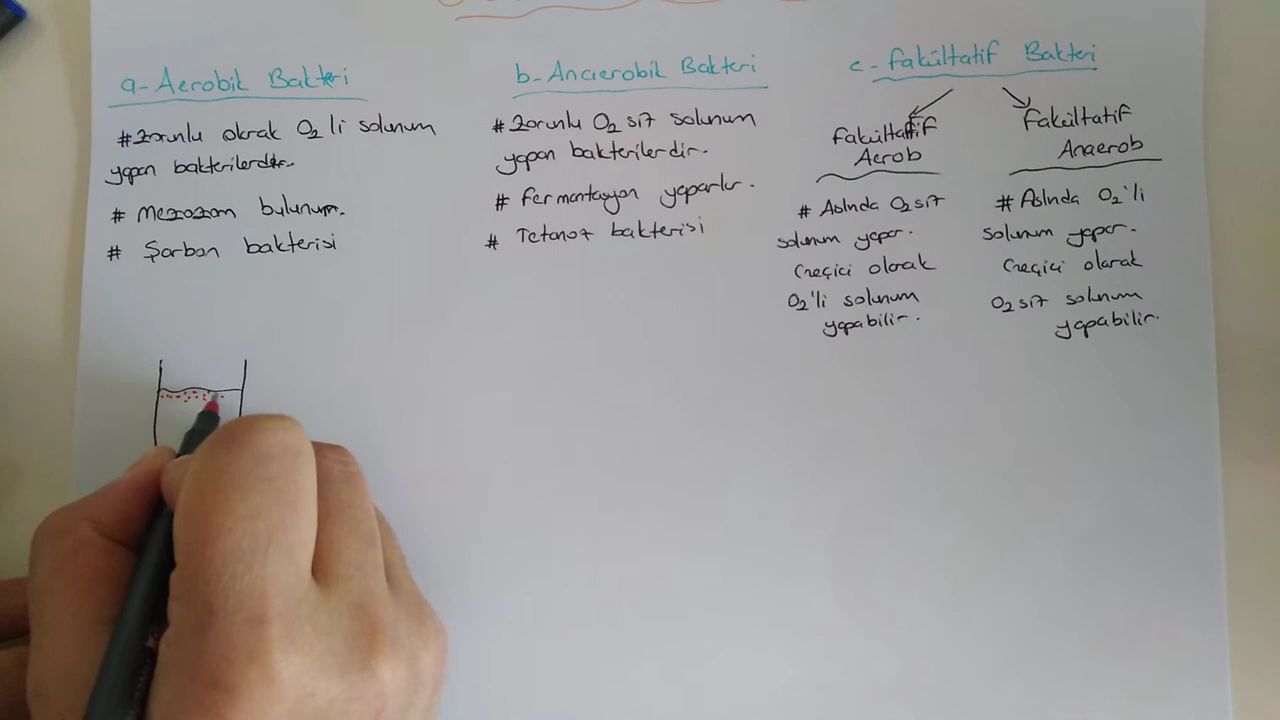 a- Aerobik Bakteri
# Zorunlu olarak O2 li solunum
yapan bakterilerdir.
# Mezozom bulunur.
# Şarbon bakterisi
b- Anaerobik Bakteri
# Zorunlu O2 siz solunum
yapan bakterilerdir.
# Fermantasyon yaparlar.
# Tetanoz bakterisi
c- fakültatif Bakteri
fakültatif
Aerob
# Aslında O2 siz
solunum yapar.
Geçici olarak
O2'li solunum
yapabilir.
fakültatif
Anaerob
# Aslında O2'li
solunum yapar.
Geçici olarak
O2 siz solunum
yapabilir.